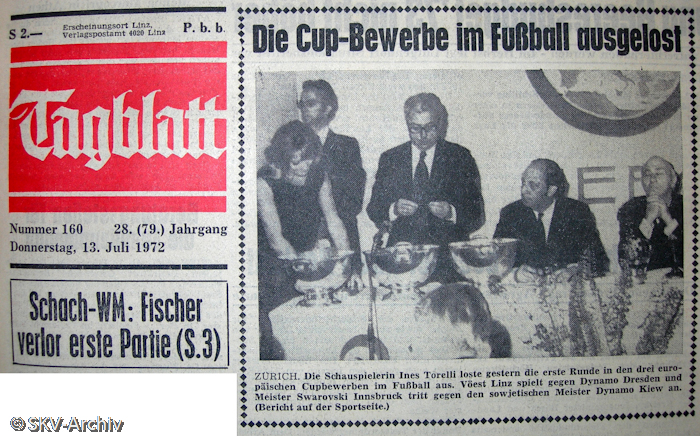 S 2.— Erscheinungsort Linz, P. b. b.
Verlagspostamt 4020 Linz
Tagblatt
Nummer 160 28. (79.) Jahrgang
Donnerstag, 13. Juli 1972
Schach-WM: Fischer
verlor erste Partie (S. 3)
Die Cup-Bewerbe im Fußball ausgelost
ZÜRICH. Die Schauspielerin Ines Torelli loste gestern die erste Runde in den drei euro-
päischen Cupbewerben im Fußball aus. Vöest Linz spielt gegen Dynamo Dresden und
Meister Swarovski Innsbruck tritt gegen den sowjetischen Meister Dynamo Kiew an.
(Bericht auf der Sportseite.)
© SKV-Archiv